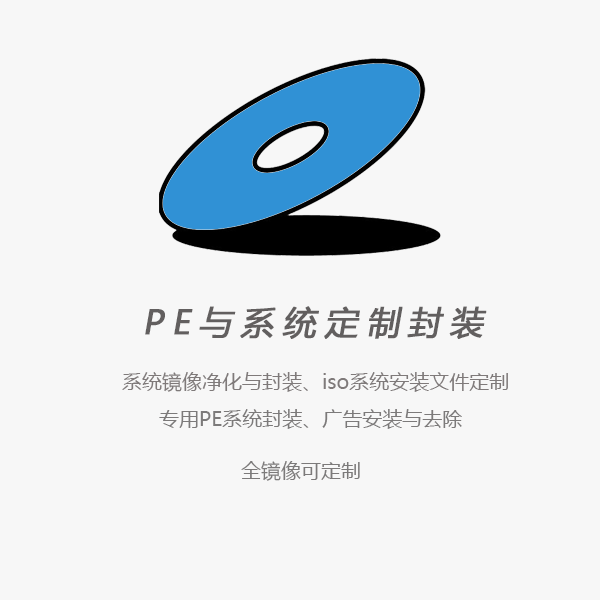 PE与系统定制封装
系统镜像净化与封装、iso系统安装文件定制
专用PE系统封装、广告安装与去除
全镜像可定制